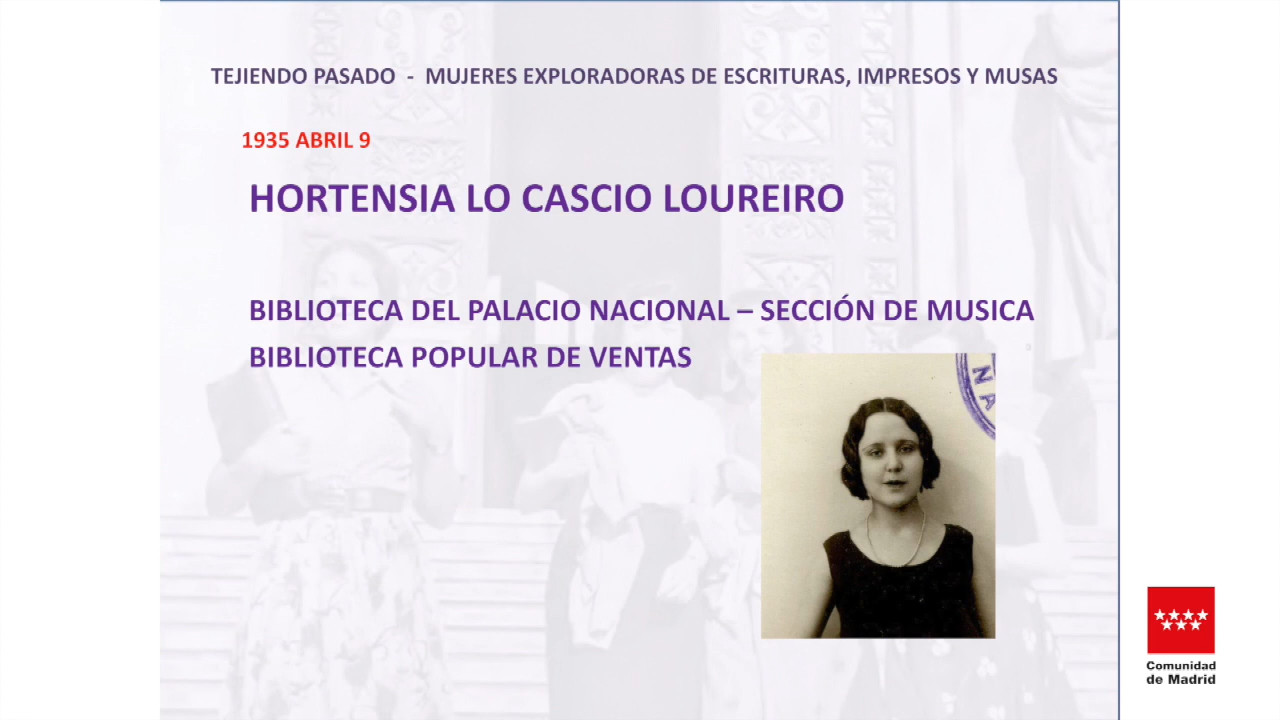 TEJIENDO PASADO - MUJERES EXPLORADORAS DE ESCRITURAS, IMPRESOS Y MUSAS
1935 ABRIL 9
HORTENSIA LO CASCIO LOUREIRO
BIBLIOTECA DEL PALACIO NACIONAL – SECCIÓN DE MUSICA
BIBLIOTECA POPULAR DE VENTAS
NA
Comunidad
de Madrid